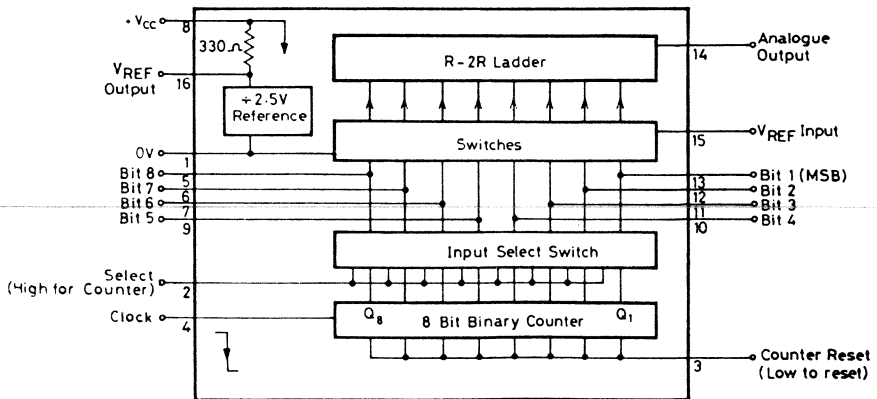 + VCC
8
330Ω
VREF
Output
16
÷2·5V
Reference
0V
1
Bit 8
5
Bit 7
6
Bit 6
7
Bit 5
9
Select
(High for Counter)
2
Clock
4
R-2R Ladder
Switches
Input Select Switch
Q8
8 Bit Binary Counter
Q1
14
Analogue
Output
15
VREF Input
13
Bit 1 (MSB)
12
Bit 2
11
Bit 3
10
Bit 4
3
Counter Reset
(Low to reset)